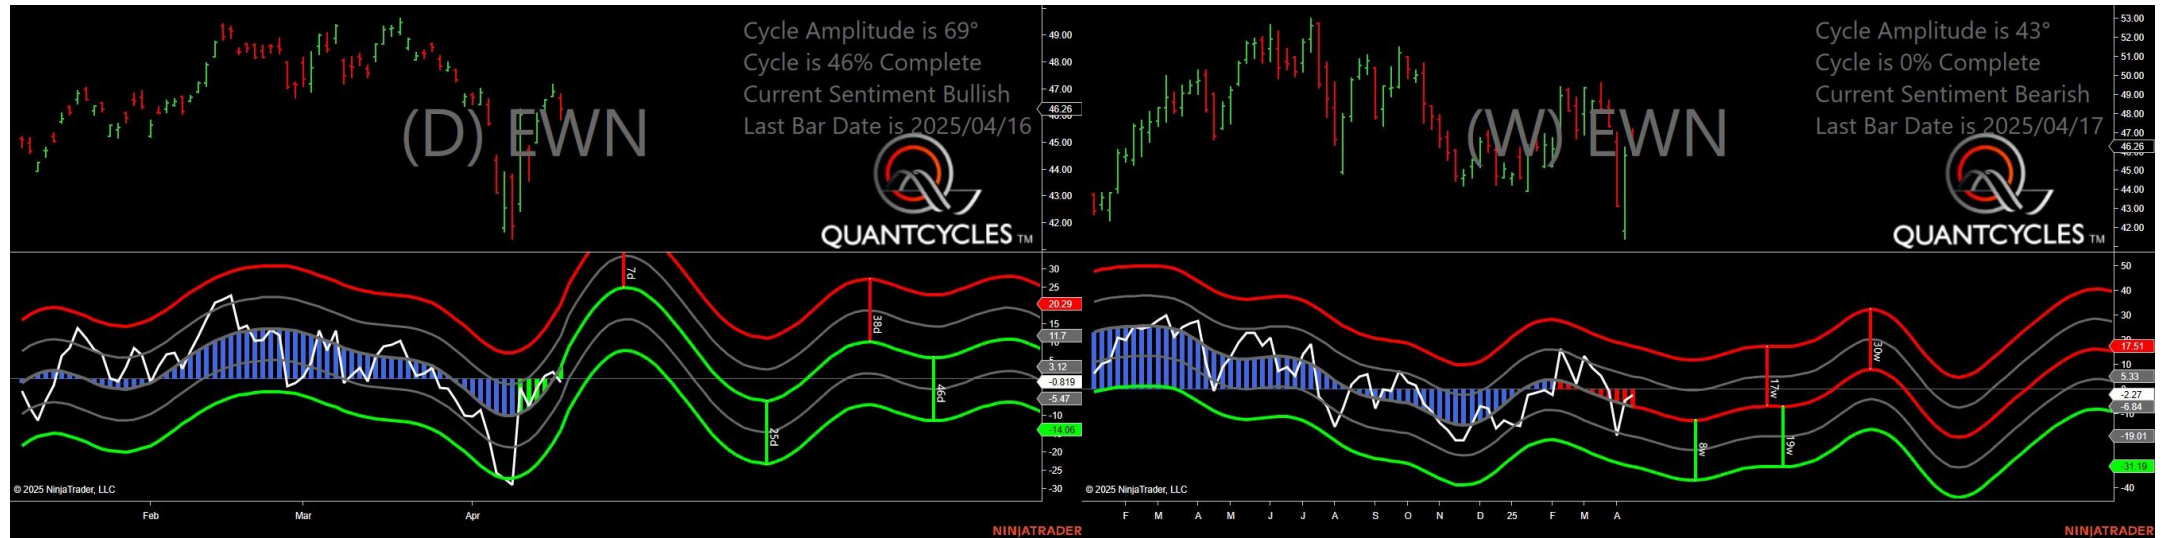 Cycle Amplitude is 69°
Cycle is 46% Complete
Current Sentiment Bullish
Last Bar Date is 2025/04/16
(D) EWN
QUANTCYCLES TM
49.00
48.00
47.00
46.26
46.00
45.00
44.00
43.00
42.00
7d
25d
38d
46d
30
25
20.29
15
11.7
10
5
3.12
-0.819
-5.47
-10
-14.06
-20
-25
-30
© 2025 NinjaTrader, LLC
Feb Mar Apr
NINJATRADER
Cycle Amplitude is 43°
Cycle is 0% Complete
Current Sentiment Bearish
Last Bar Date is 2025/04/17
(W) EWN
QUANTCYCLES TM
53.00
52.00
51.00
50.00
49.00
48.00
47.00
46.26
45.00
44.00
43.00
42.00
8w
17w
19w
30w
50
40
30
17.51
10
5.33
-2.27
-6.84
-10
-19.01
-31.19
-40
© 2025 NinjaTrader, LLC
F M A M J J A S O N D 25 F M A
NINJATRADER